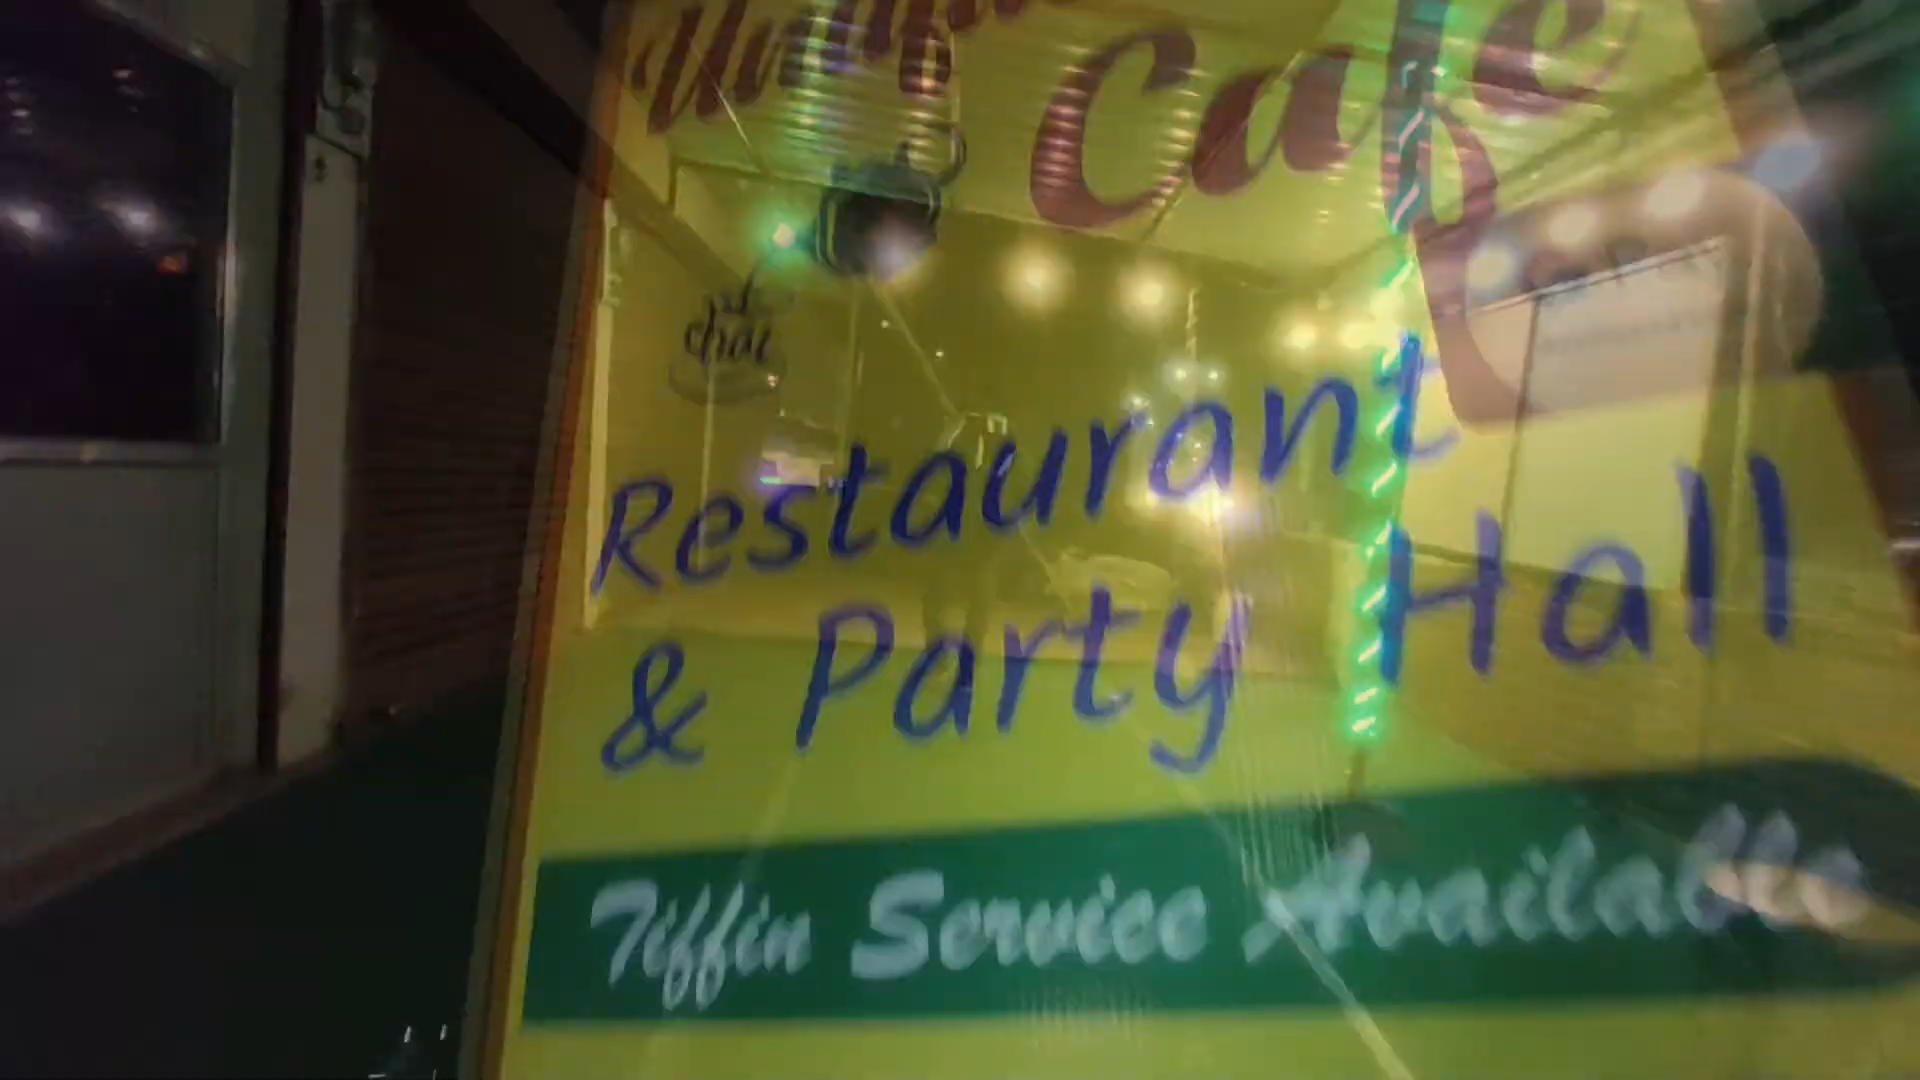 Cafe
chai
Restaurant
& Party Hall
Tiffin Service Available